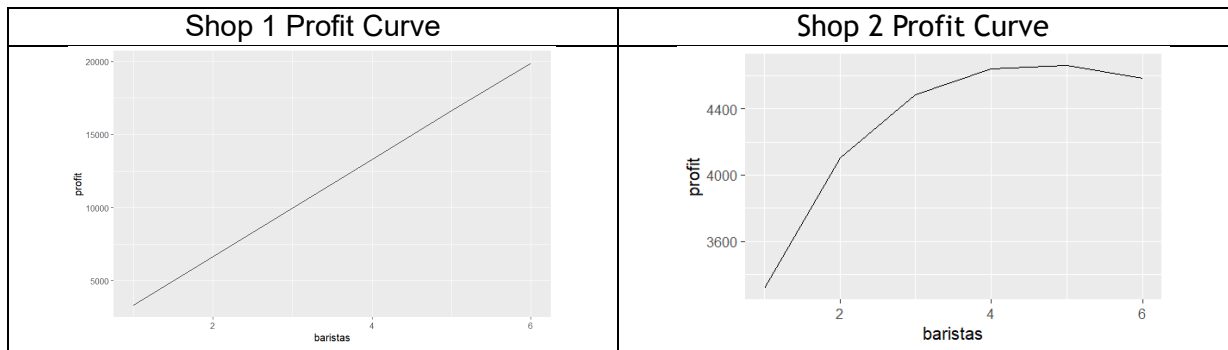 Shop 1 Profit Curve
Shop 2 Profit Curve
20000
15000
10000
5000
profit
2
4
6
baristas
4400
4000
3600
profit
2
4
6
baristas